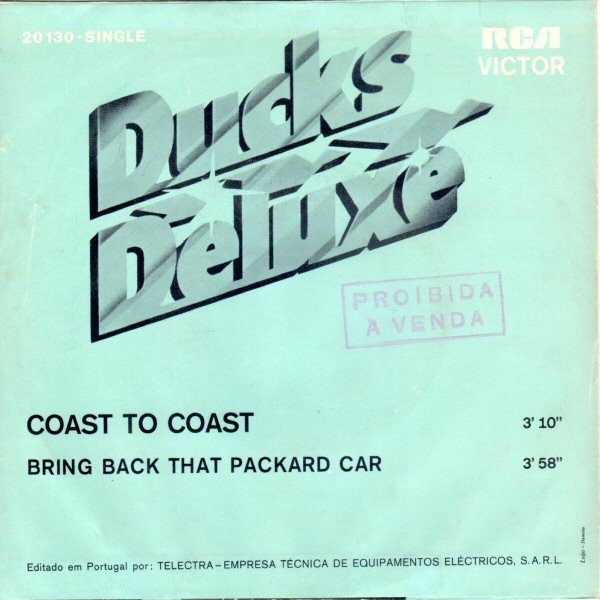 20130-SINGLE
RCA
VICTOR
Ducks
Deluxe
PROÍBIDA
A VENDA
COAST TO COAST 3' 10"
BRING BACK THAT PACKARD CAR 3' 58"
Editado em Portugal por: TELECTRA–EMPRESA TÉCNICA DE EQUIPAMENTOS ELÉCTRICOS, S.A.R.L.